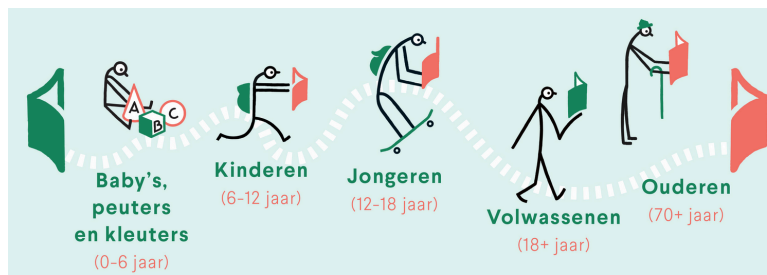 A
B
C
Baby's,
peuters
en kleuters
(0-6 jaar)
Kinderen
(6-12 jaar)
Jongeren
(12-18 jaar)
Volwassenen
(18+ jaar)
Ouderen
(70+ jaar)